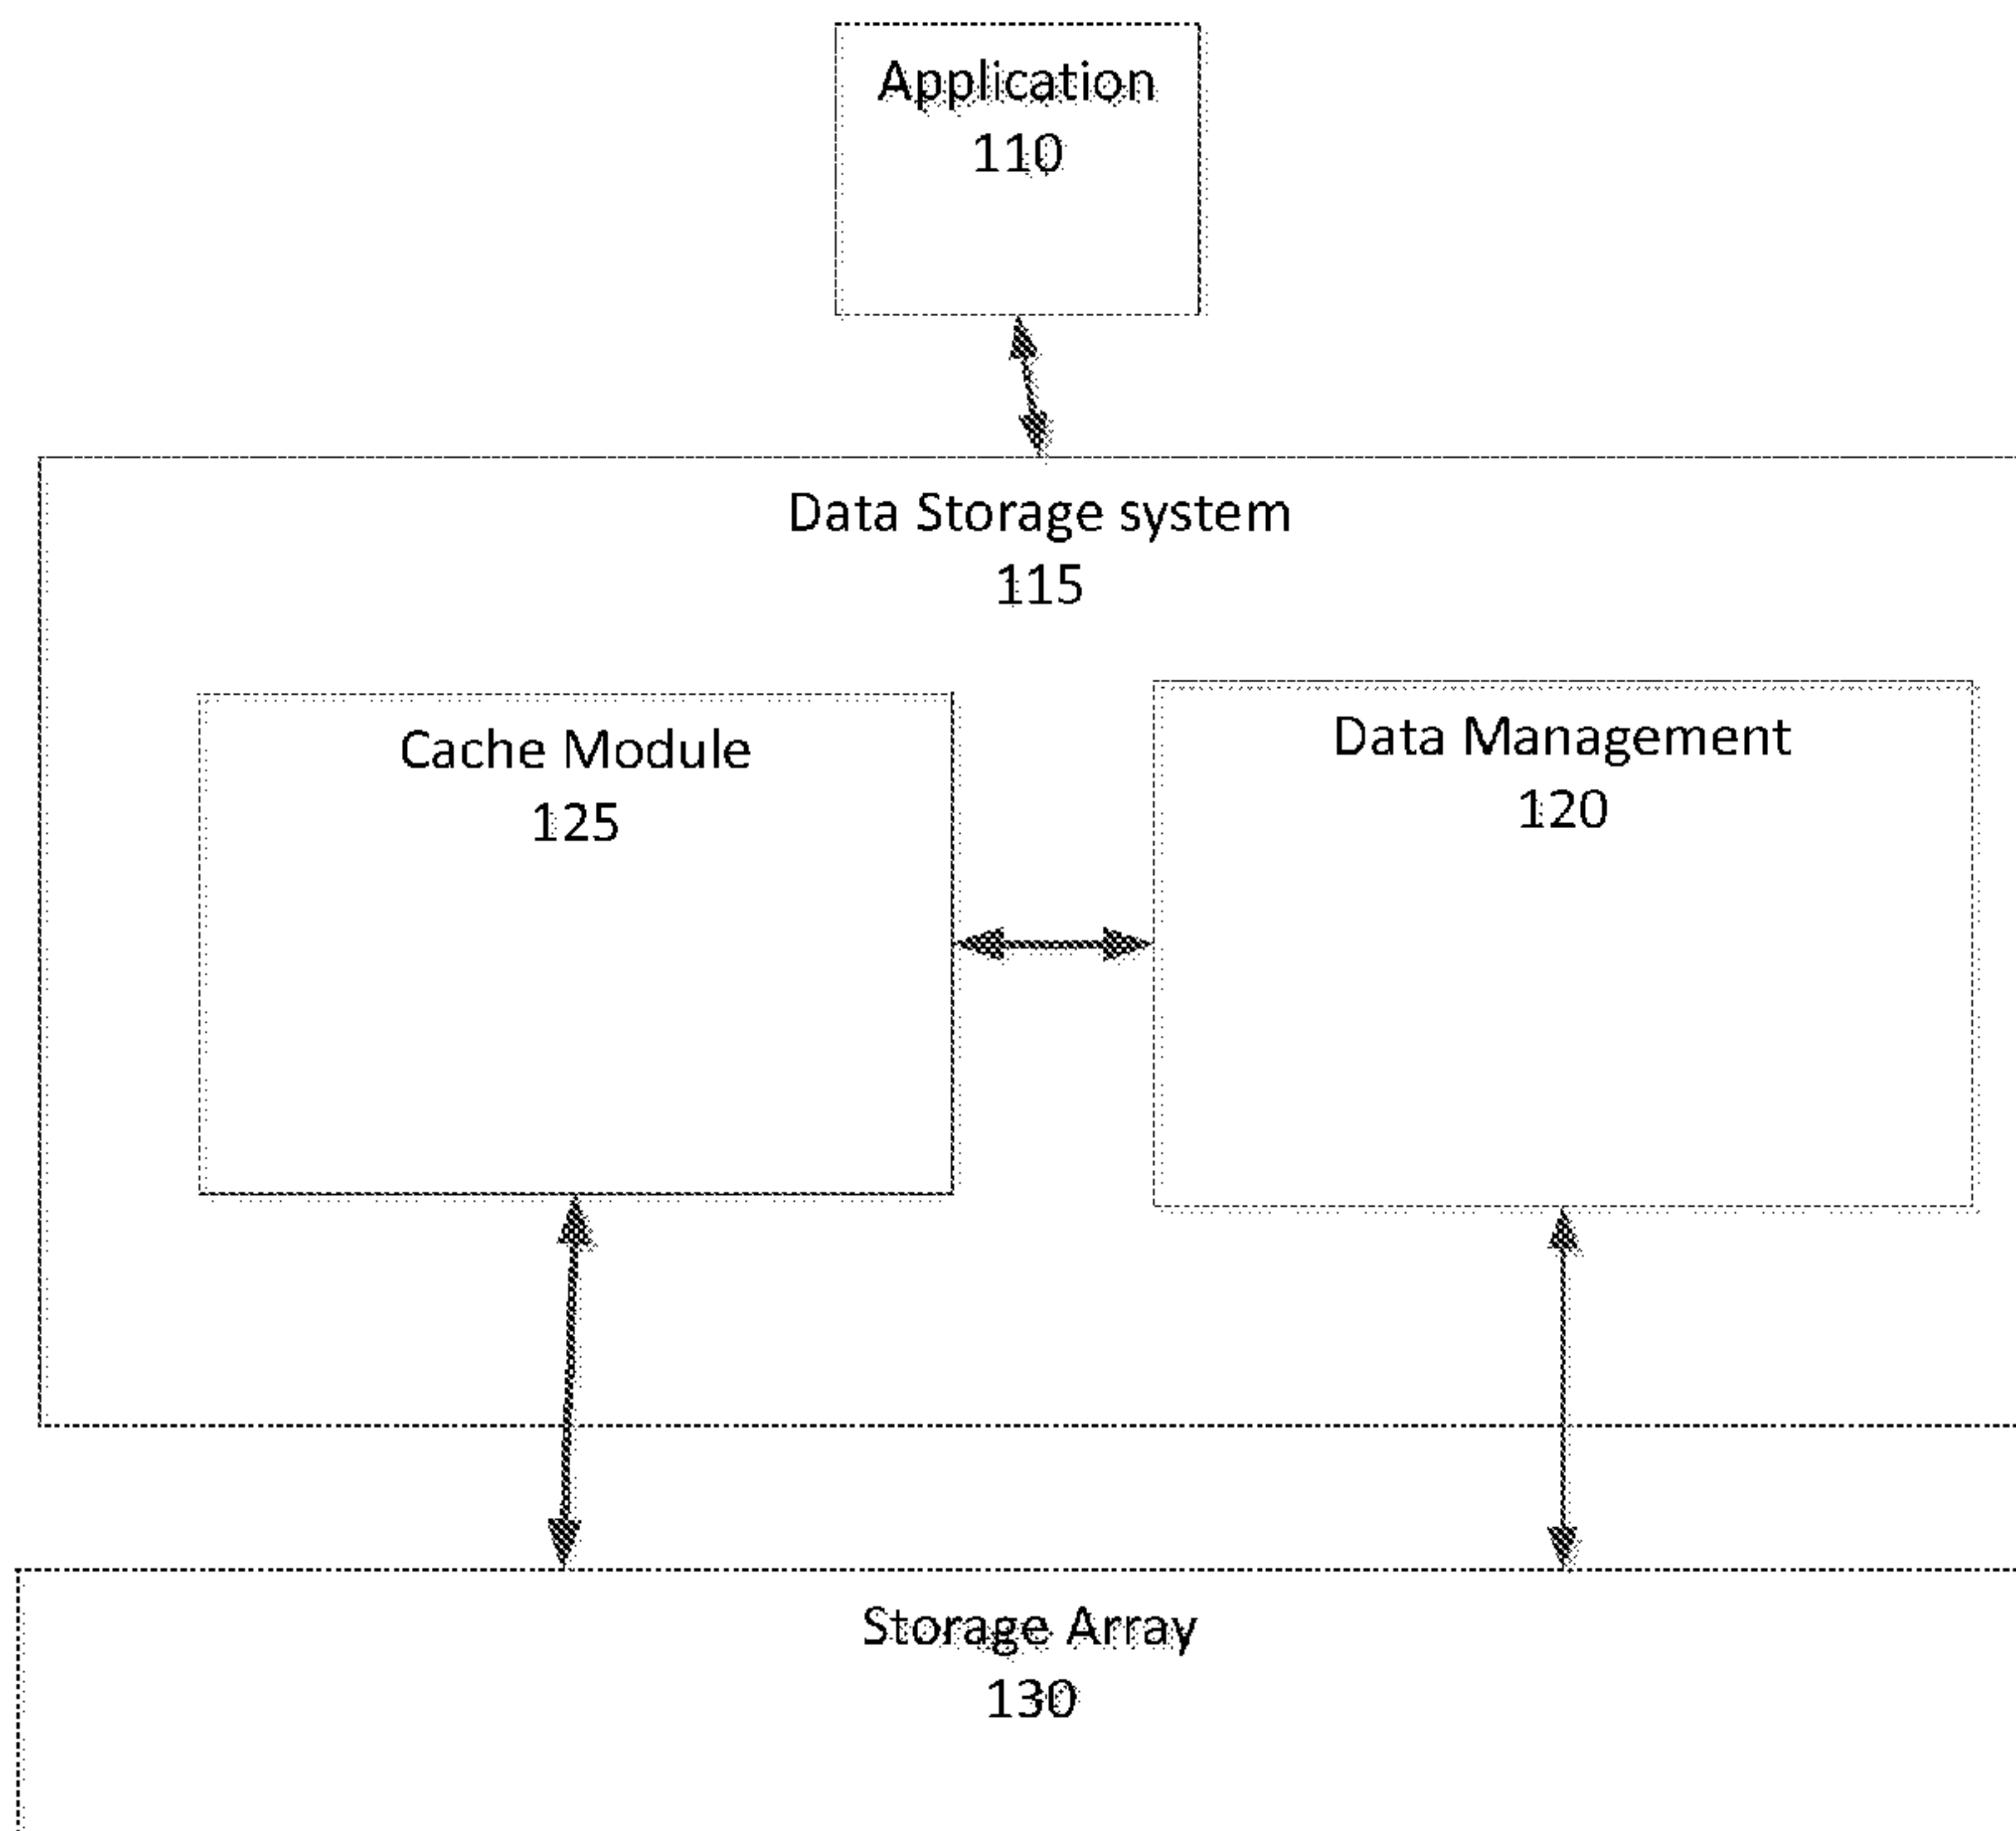 Application
110
Data Storage system
115
Cache Module
125
Data Management
120
Storage Array
130